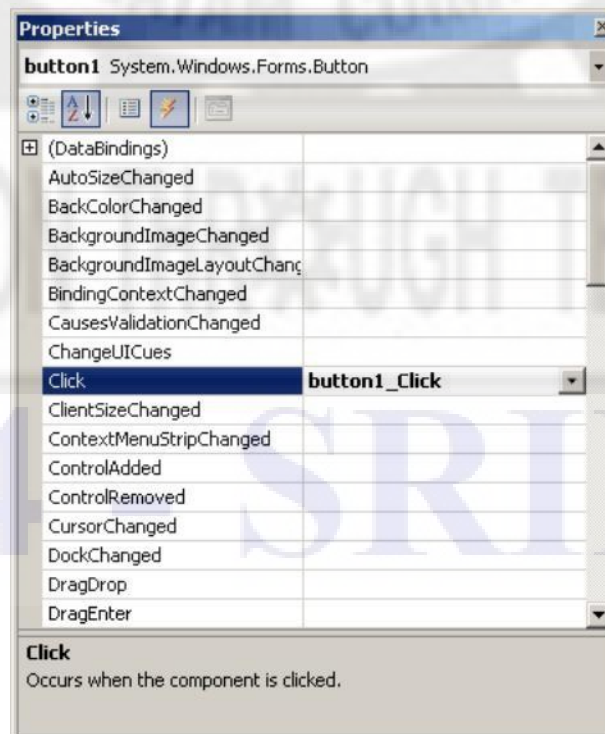 Properties
button1 System.Windows.Forms.Button
(DataBindings)
AutoSizeChanged
BackColorChanged
BackgroundImageChanged
BackgroundImageLayoutChang
BindingContextChanged
CausesValidationChanged
ChangeUICues
Click button1_Click
ClientSizeChanged
ContextMenuStripChanged
ControlAdded
ControlRemoved
CursorChanged
DockChanged
DragDrop
DragEnter
Click
Occurs when the component is clicked.